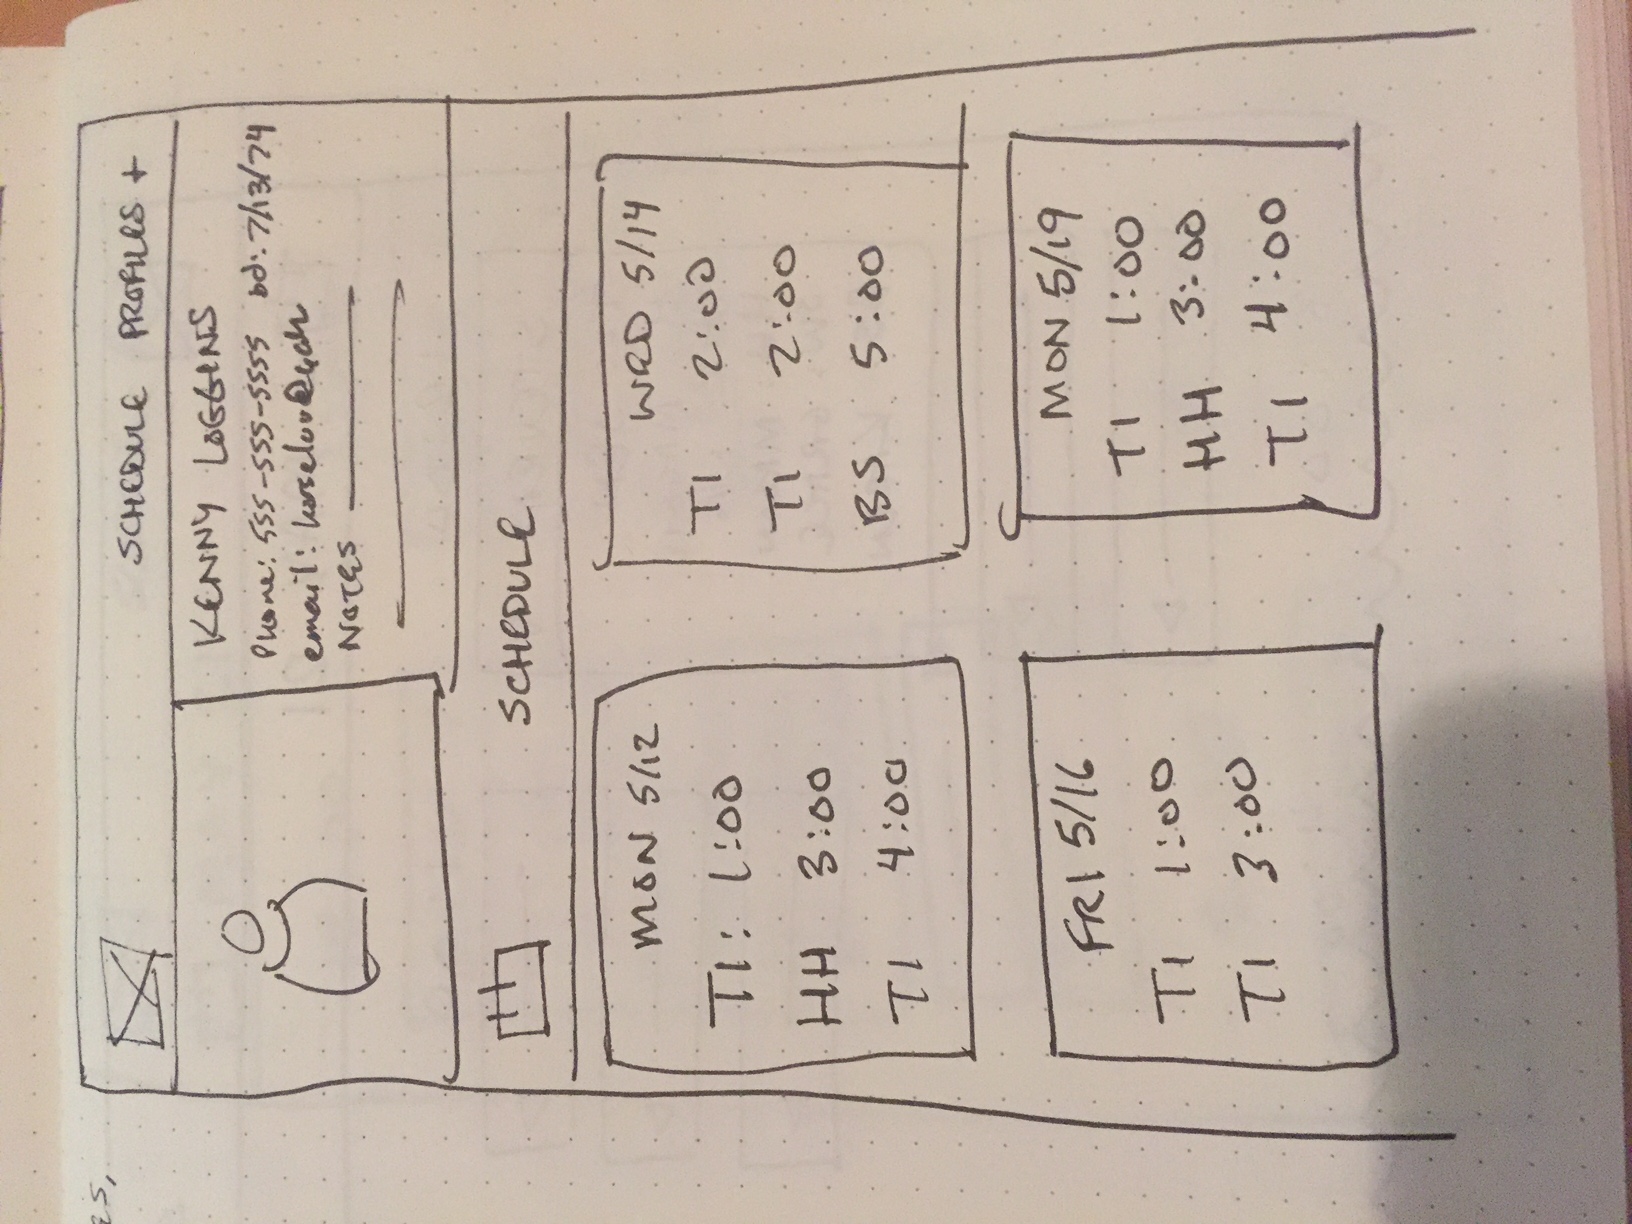 SCHEDULE PROFILES +
KENNY LOGGINS
Phone: 555-555-5555 bd: 7/13/74
email:
NOTES
SCHEDULE
MON 5/12
TI: 1:00
HH 3:00
TI 4:00
WED 5/14
TI 2:00
TI 2:00
BS 5:00
FRI 5/16
TI 1:00
TI 3:00
MON 5/19
TI 1:00
HH 3:00
TI 4:00